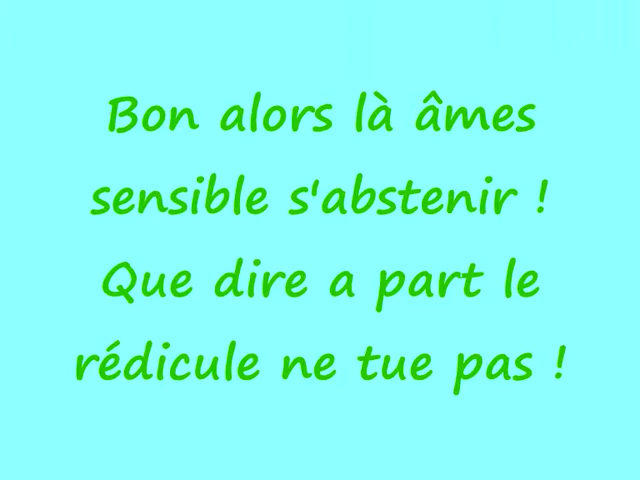 Bon alors là âmes
sensible s'abstenir !
Que dire a part le
rédicule ne tue pas !